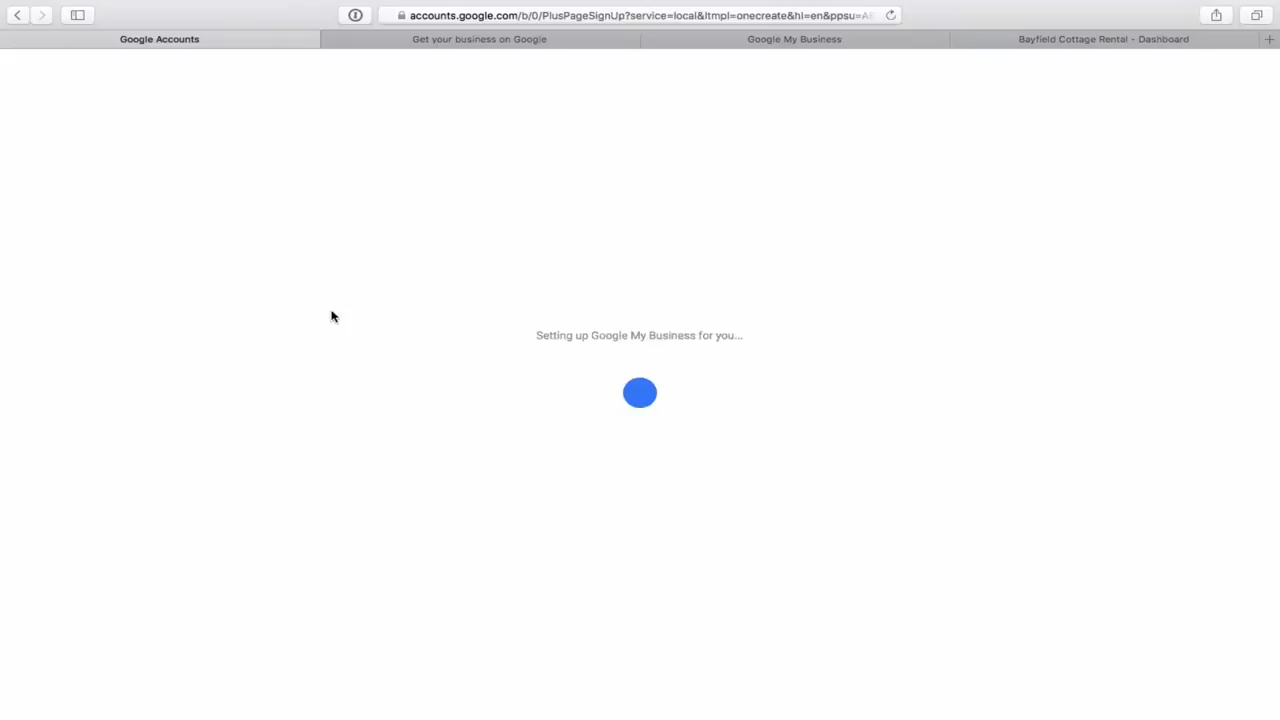 accounts.google.com/b/0/PlusPageSignUp?service=local&ltmpl=onecreate&hl=en&ppsu=A
Google Accounts
Get your business on Google
Google My Business
Bayfield Cottage Rental - Dashboard
Setting up Google My Business for you...